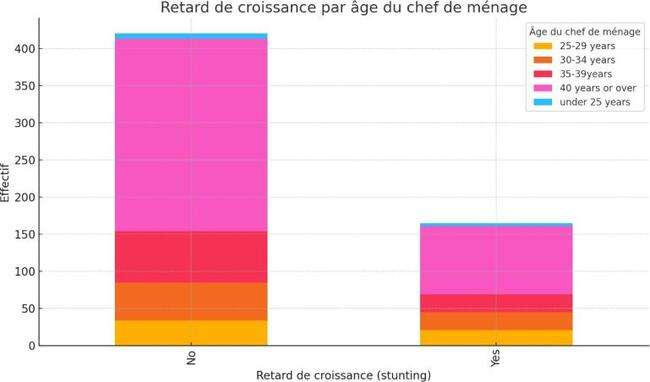 Retard de croissance par âge du chef de ménage
Âge du chef de ménage
25-29 years
30-34 years
35-39years
40 years or over
under 25 years
Effectif
400
350
300
250
200
150
100
50
0
No
Yes
Retard de croissance (stunting)